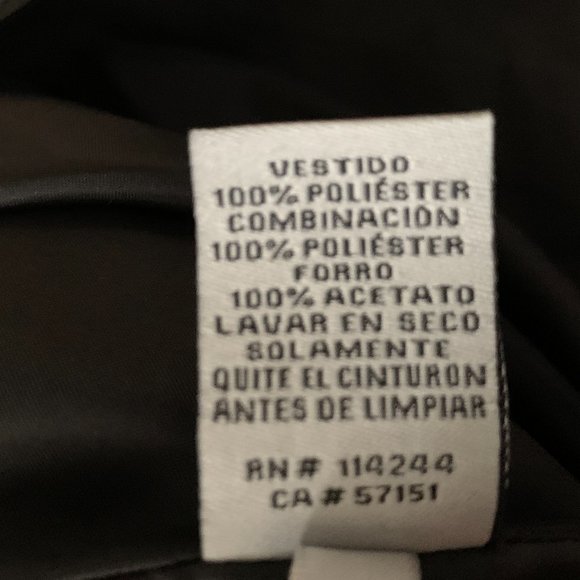 VESTIDO
100% POLIÉSTER
COMBINACIÓN
100% POLIÉSTER
FORRO
100% ACETATO
LAVAR EN SECO
SOLAMENTE
QUITE EL CINTURON
ANTES DE LIMPIAR
RN# 114244
CA # 57151